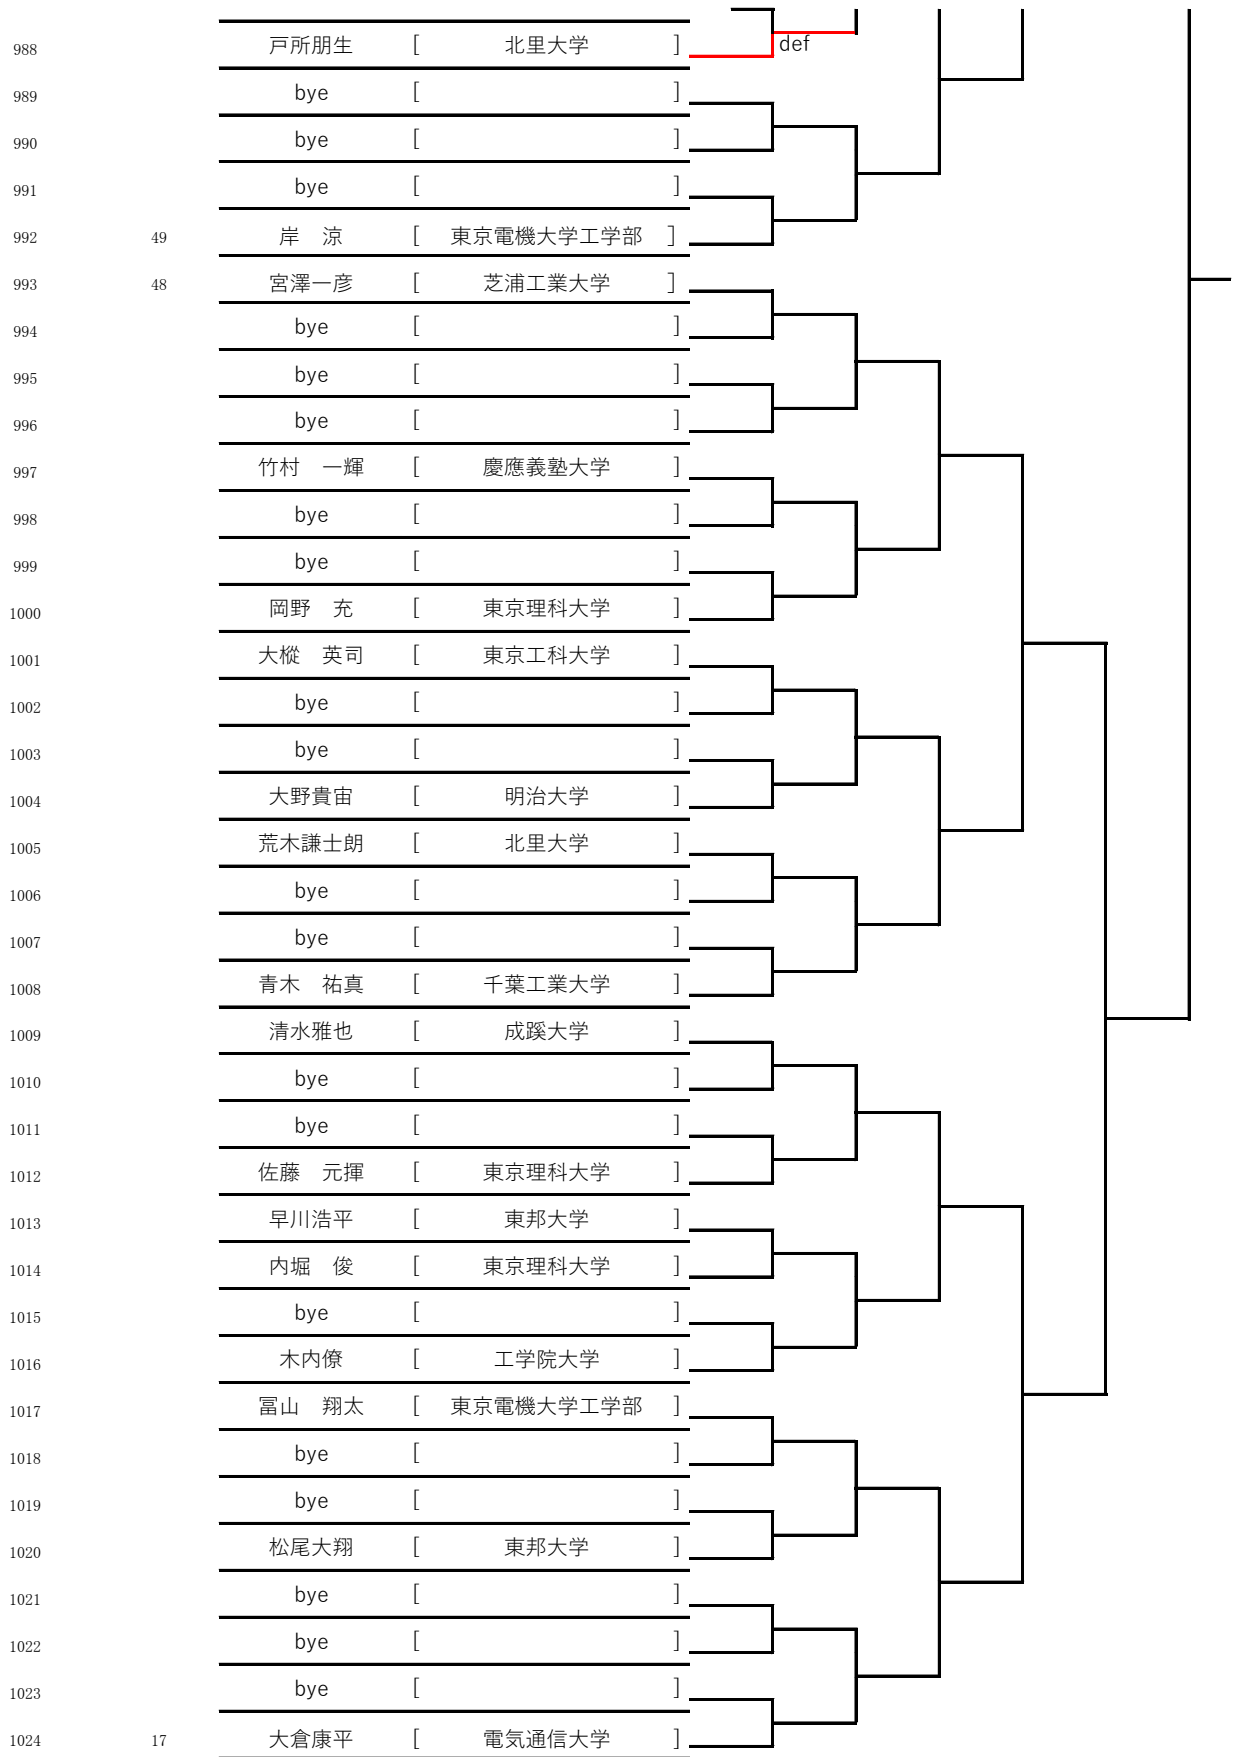 988 戸所朋生 [ 北里大学 ] def
989 bye [ ]
990 bye [ ]
991 bye [ ]
992 49 岸　涼 [ 東京電機大学工学部 ]
993 48 宮澤一彦 [ 芝浦工業大学 ]
994 bye [ ]
995 bye [ ]
996 bye [ ]
997 竹村　一輝 [ 慶應義塾大学 ]
998 bye [ ]
999 bye [ ]
1000 岡野　充 [ 東京理科大学 ]
1001 大樅　英司 [ 東京工科大学 ]
1002 bye [ ]
1003 bye [ ]
1004 大野貴宙 [ 明治大学 ]
1005 荒木謙士朗 [ 北里大学 ]
1006 bye [ ]
1007 bye [ ]
1008 青木　祐真 [ 千葉工業大学 ]
1009 清水雅也 [ 成蹊大学 ]
1010 bye [ ]
1011 bye [ ]
1012 佐藤　元揮 [ 東京理科大学 ]
1013 早川浩平 [ 東邦大学 ]
1014 内堀　俊 [ 東京理科大学 ]
1015 bye [ ]
1016 木内僚 [ 工学院大学 ]
1017 冨山　翔太 [ 東京電機大学工学部 ]
1018 bye [ ]
1019 bye [ ]
1020 松尾大翔 [ 東邦大学 ]
1021 bye [ ]
1022 bye [ ]
1023 bye [ ]
1024 17 大倉康平 [ 電気通信大学 ]